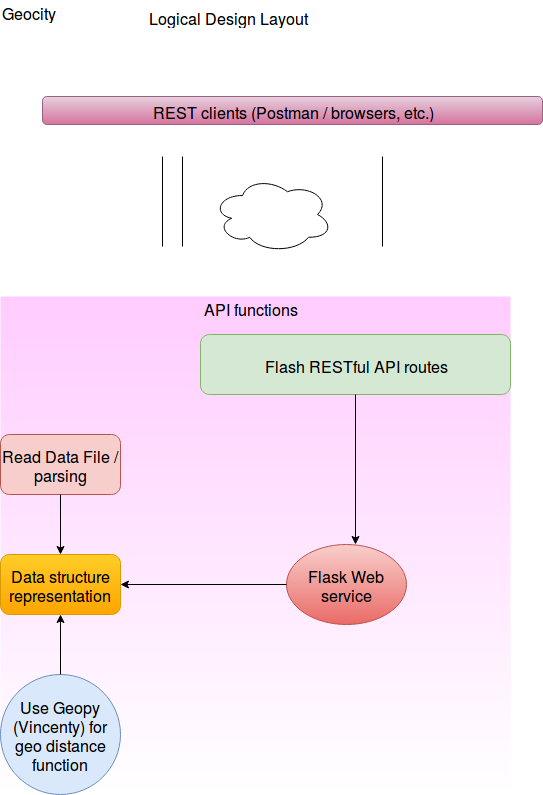 Geocity
Logical Design Layout
REST clients (Postman / browsers, etc.)
API functions
Flash RESTful API routes
Read Data File /
parsing
Data structure
representation
Flask Web
service
Use Geopy
(Vincenty) for
geo distance
function